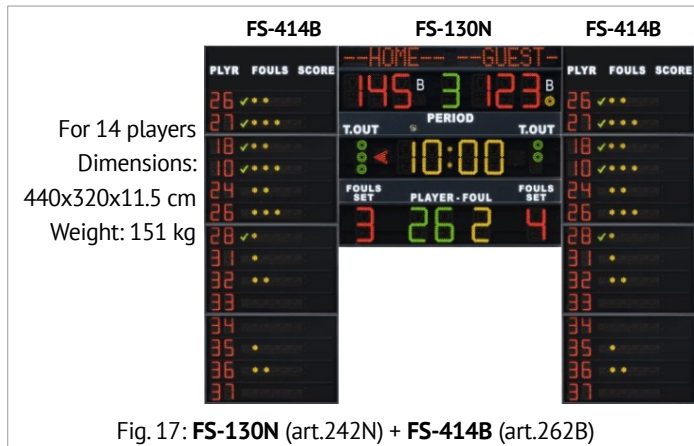 FS-414B FS-130N FS-414B
--HOME-- --GUEST-
PLYR FOULS SCORE
145 B 3 123 B
PLYR FOULS SCORE
PERIOD
T.OUT T.OUT
10:00
FOULS SET PLAYER-FOUL FOULS SET
3 26 2 4
26
27
18
10
24
26
28
31
32
33
34
35
36
37
26
27
18
10
24
26
28
31
32
33
34
35
36
37
For 14 players
Dimensions:
440x320x11.5 cm
Weight: 151 kg
Fig. 17: FS-130N (art.242N) + FS-414B (art.262B)